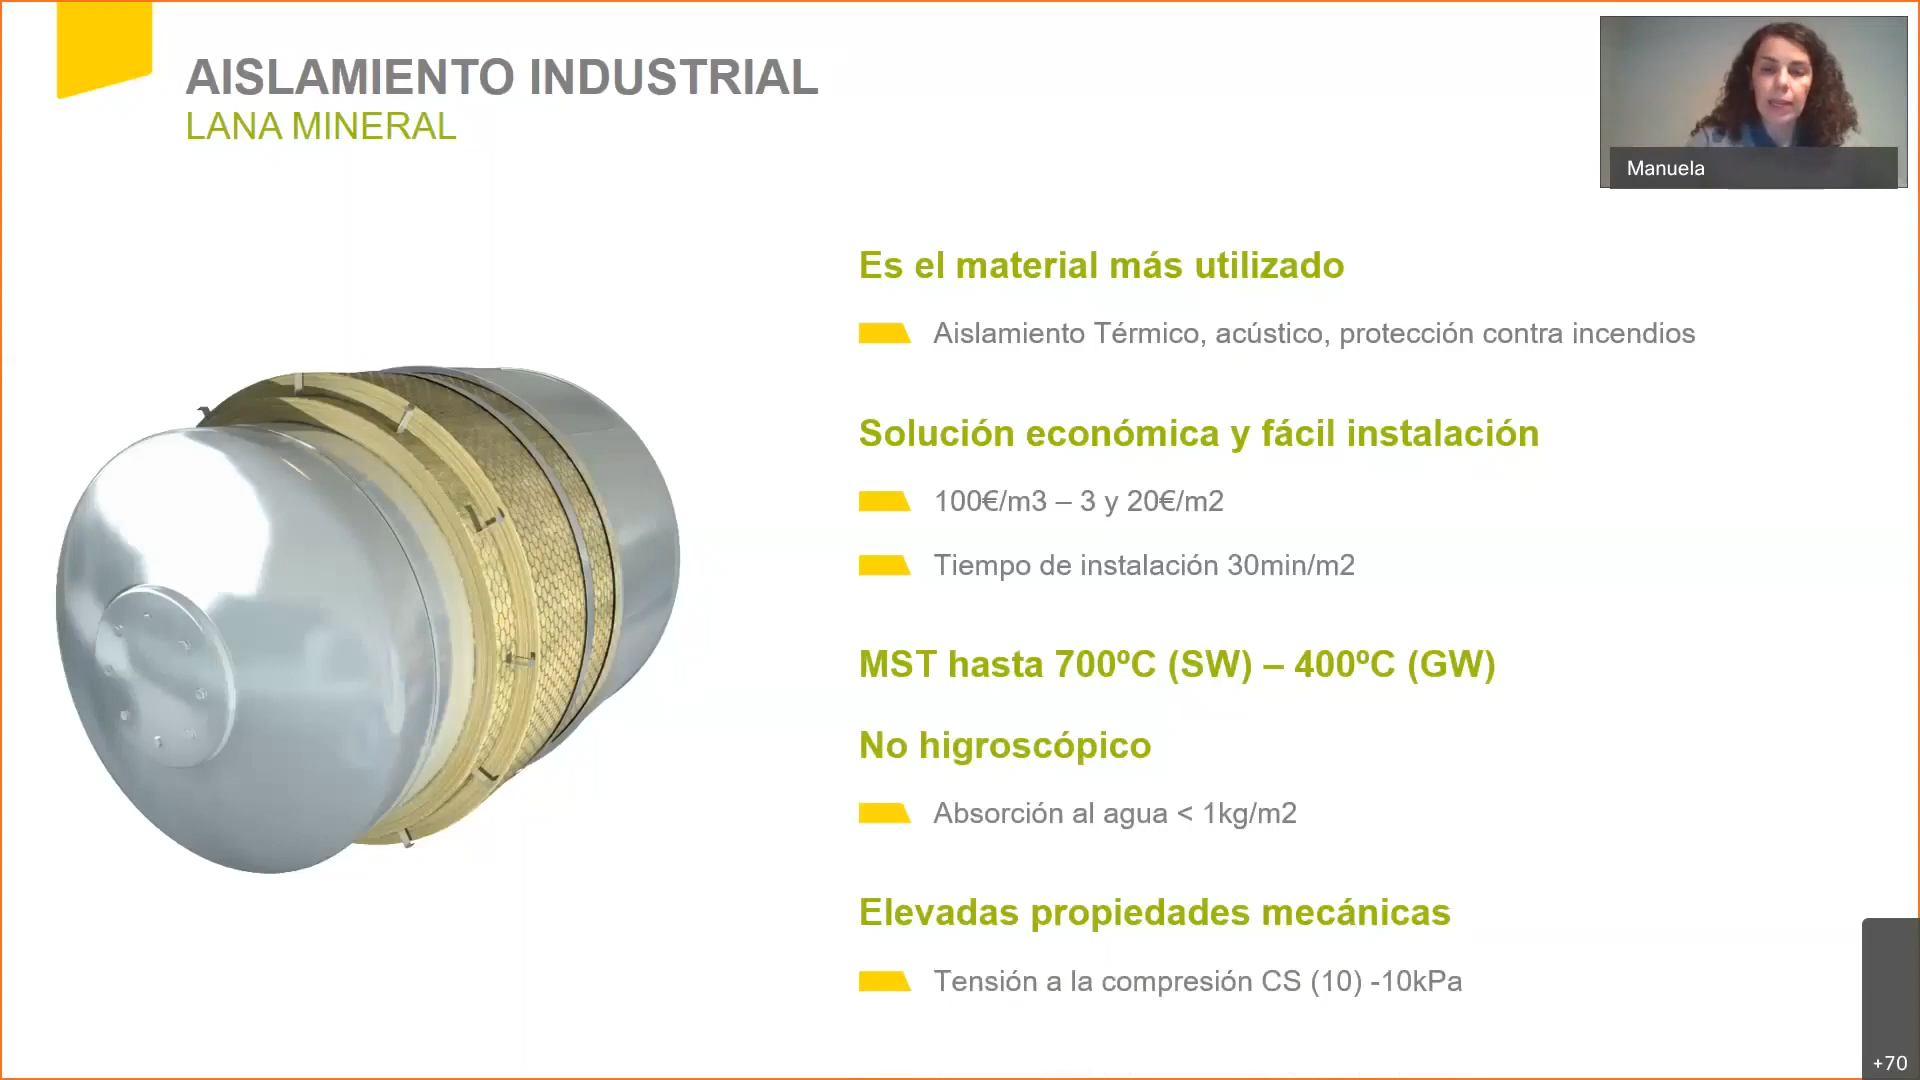 AISLAMIENTO INDUSTRIAL
LANA MINERAL
Manuela
Es el material más utilizado
Aislamiento Térmico, acústico, protección contra incendios
Solución económica y fácil instalación
100€/m3 – 3 y 20€/m2
Tiempo de instalación 30min/m2
MST hasta 700ºC (SW) – 400ºC (GW)
No higroscópico
Absorción al agua < 1kg/m2
Elevadas propiedades mecánicas
Tensión a la compresión CS (10) -10kPa
+70